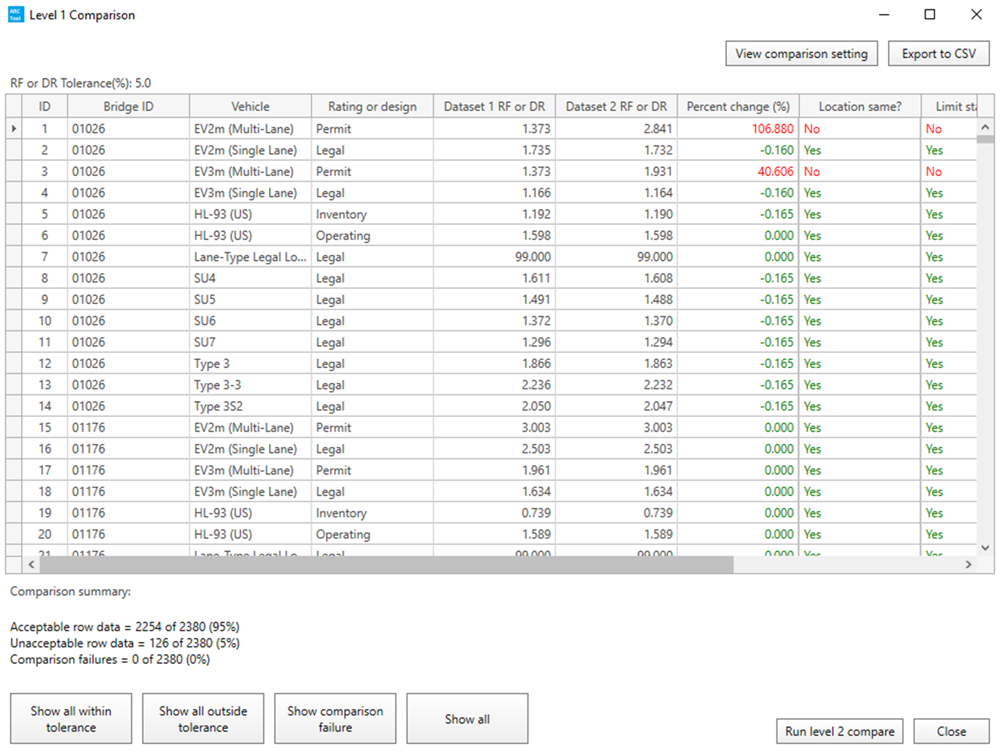 ARC
Tool
Level 1 Comparison
View comparison setting
Export to CSV
RF or DR Tolerance(%): 5.0
ID Bridge ID Vehicle Rating or design Dataset 1 RF or DR Dataset 2 RF or DR Percent change (%) Location same? Limit sta
1 01026 EV2m (Multi-Lane) Permit 1.373 2.841 106.880 No No
2 01026 EV2m (Single Lane) Legal 1.735 1.732 -0.160 Yes Yes
3 01026 EV3m (Multi-Lane) Permit 1.373 1.931 40.606 No No
4 01026 EV3m (Single Lane) Legal 1.166 1.164 -0.160 Yes Yes
5 01026 HL-93 (US) Inventory 1.192 1.190 -0.165 Yes Yes
6 01026 HL-93 (US) Operating 1.598 1.598 0.000 Yes Yes
7 01026 Lane-Type Legal Lo... Legal 99.000 99.000 0.000 Yes Yes
8 01026 SU4 Legal 1.611 1.608 -0.165 Yes Yes
9 01026 SU5 Legal 1.491 1.488 -0.165 Yes Yes
10 01026 SU6 Legal 1.372 1.370 -0.165 Yes Yes
11 01026 SU7 Legal 1.296 1.294 -0.165 Yes Yes
12 01026 Type 3 Legal 1.866 1.863 -0.165 Yes Yes
13 01026 Type 3-3 Legal 2.236 2.232 -0.165 Yes Yes
14 01026 Type 3S2 Legal 2.050 2.047 -0.165 Yes Yes
15 01176 EV2m (Multi-Lane) Permit 3.003 3.003 0.000 Yes Yes
16 01176 EV2m (Single Lane) Legal 2.503 2.503 0.000 Yes Yes
17 01176 EV3m (Multi-Lane) Permit 1.961 1.961 0.000 Yes Yes
18 01176 EV3m (Single Lane) Legal 1.634 1.634 0.000 Yes Yes
19 01176 HL-93 (US) Inventory 0.739 0.739 0.000 Yes Yes
20 01176 HL-93 (US) Operating 1.589 1.589 0.000 Yes Yes
21 01176 Lane-Type Legal Lo... Legal 99.000 99.000 0.000 Yes Yes
Comparison summary:
Acceptable row data = 2254 of 2380 (95%)
Unacceptable row data = 126 of 2380 (5%)
Comparison failures = 0 of 2380 (0%)
Show all within
tolerance
Show all outside
tolerance
Show comparison
failure
Show all
Run level 2 compare
Close